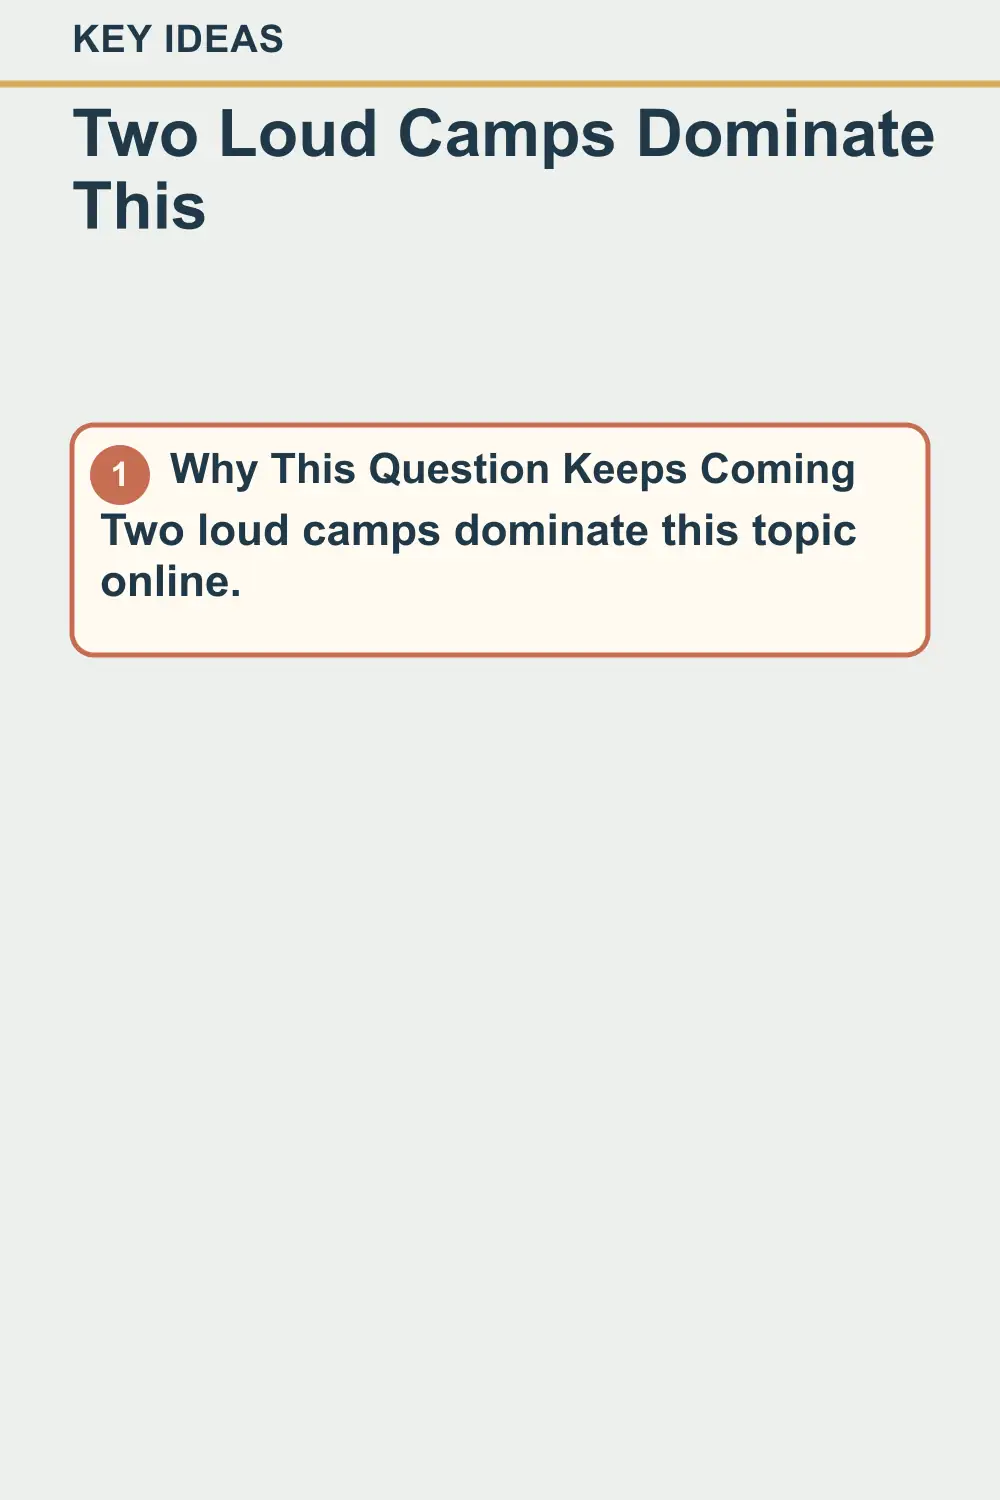 KEY IDEAS
Two Loud Camps Dominate
This
1 Why This Question Keeps Coming
Two loud camps dominate this topic
online.